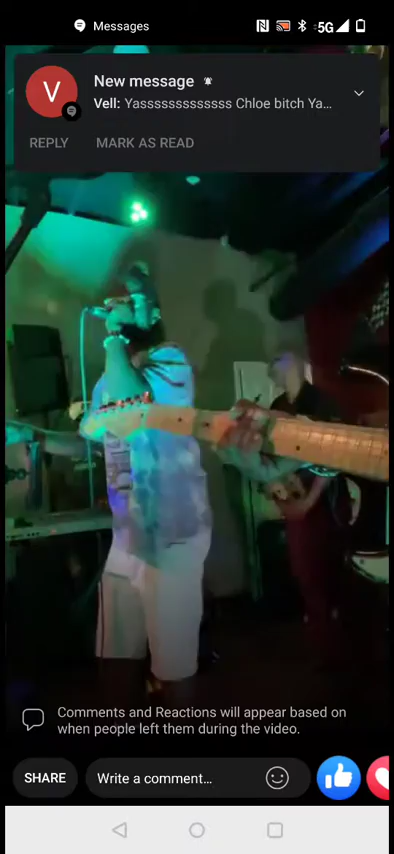 Messages
5G
V
New message
Vell: Yasssssssssssss Chloe bitch Ya...
REPLY MARK AS READ
Comments and Reactions will appear based on
when people left them during the video.
SHARE
Write a comment...